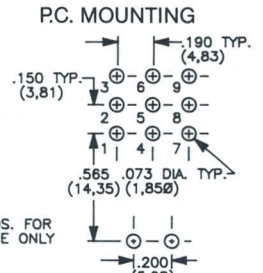 P.C. MOUNTING
.190 TYP.
(4,83)
.150 TYP.
(3,81)
3 6 9
2 5 8
1 4 7
.565 .073 DIA. TYP.
(14,35) (1,85Ø)
FOR
E ONLY
.200